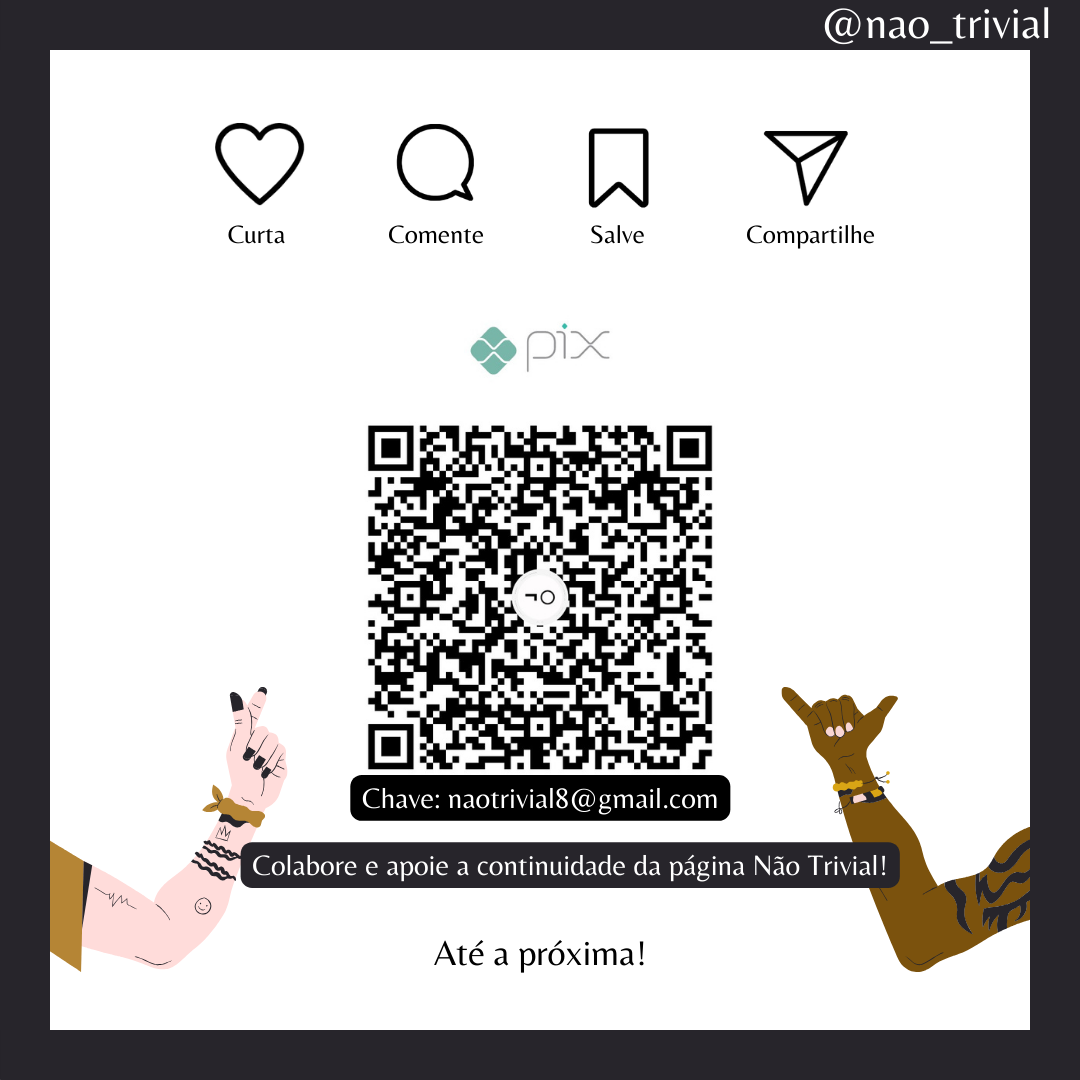 @nao_trivial
Curta
Comente
Salve
Compartilhe
pix
Chave: naotrivial8@gmail.com
Colabore e apoie a continuidade da página Não Trivial!
Até a próxima!